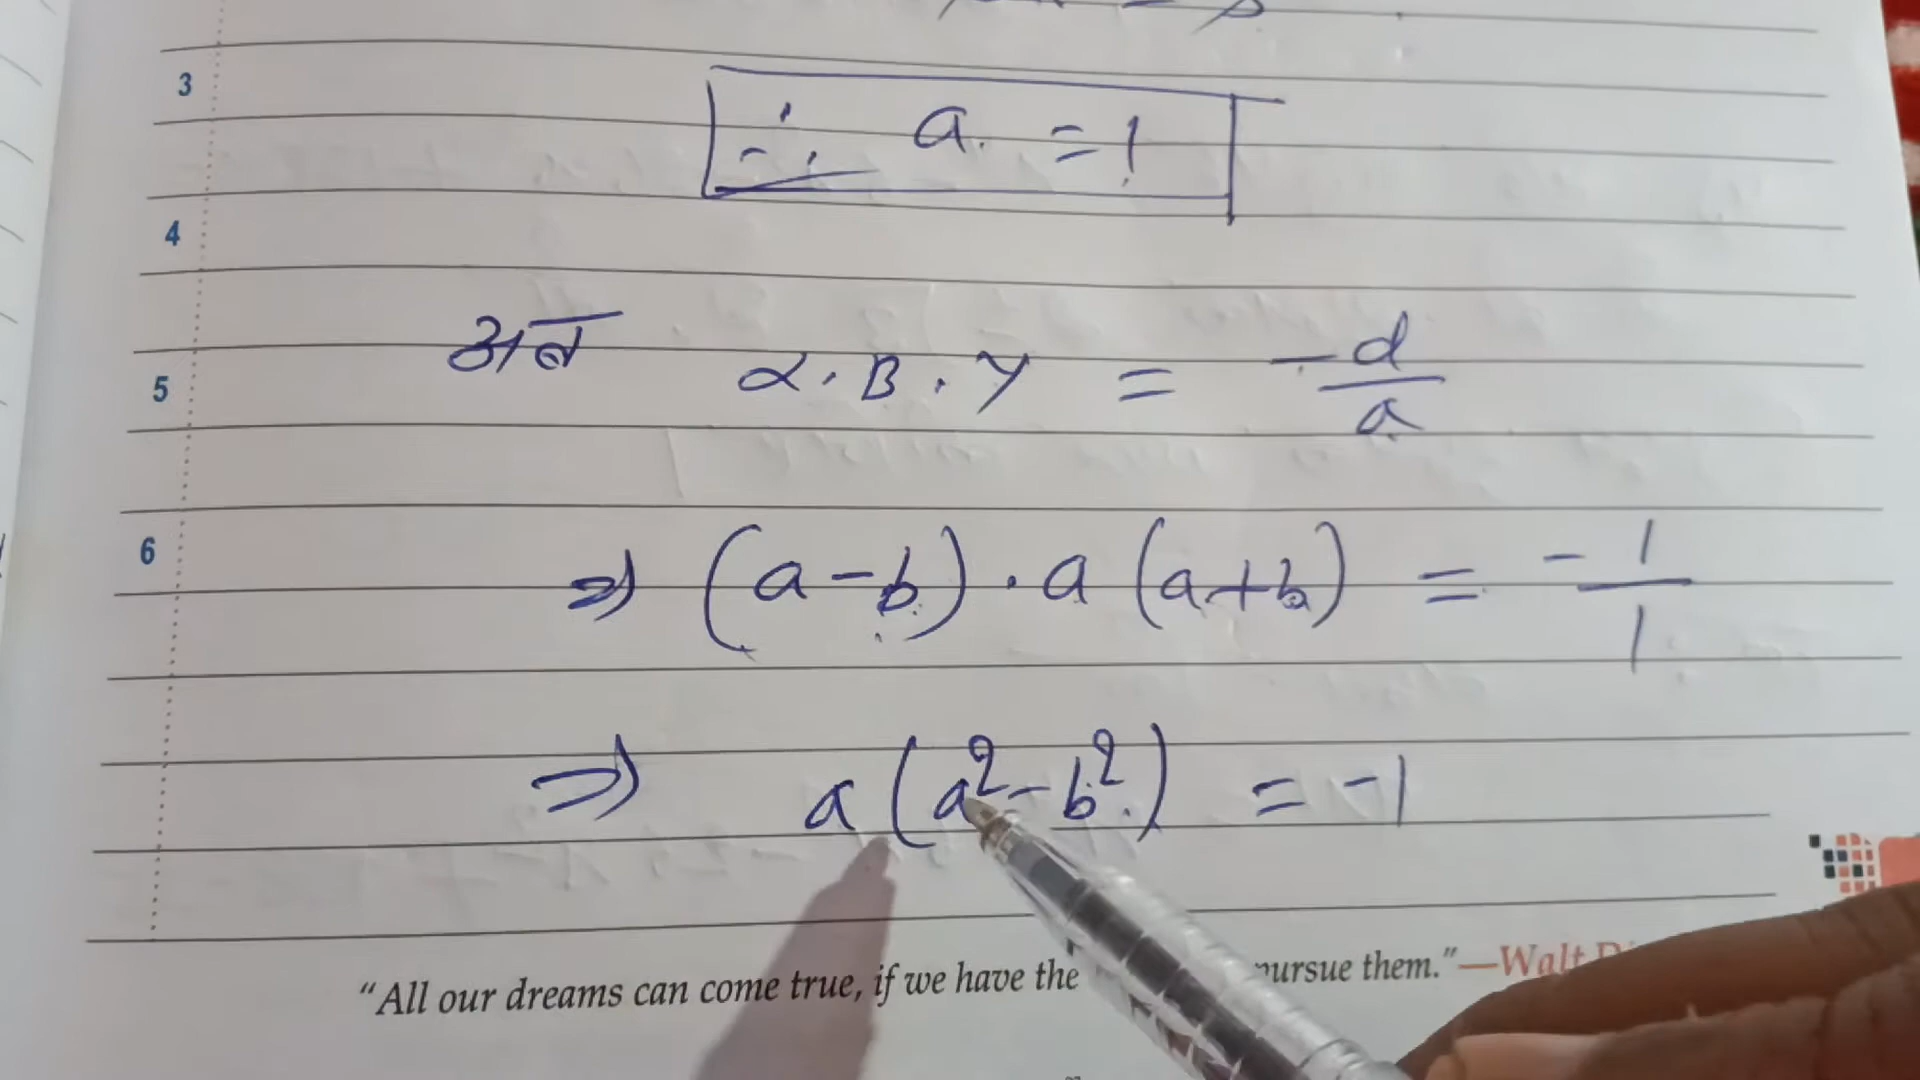 3
∴ a = 1
4
अब α . B . γ = -d/a
5
6
⇒ (a - b) . a (a + b) = -1/1
⇒ a (a² - b²) = -1
“All our dreams can come true, if we have the pursue them.” —Walt